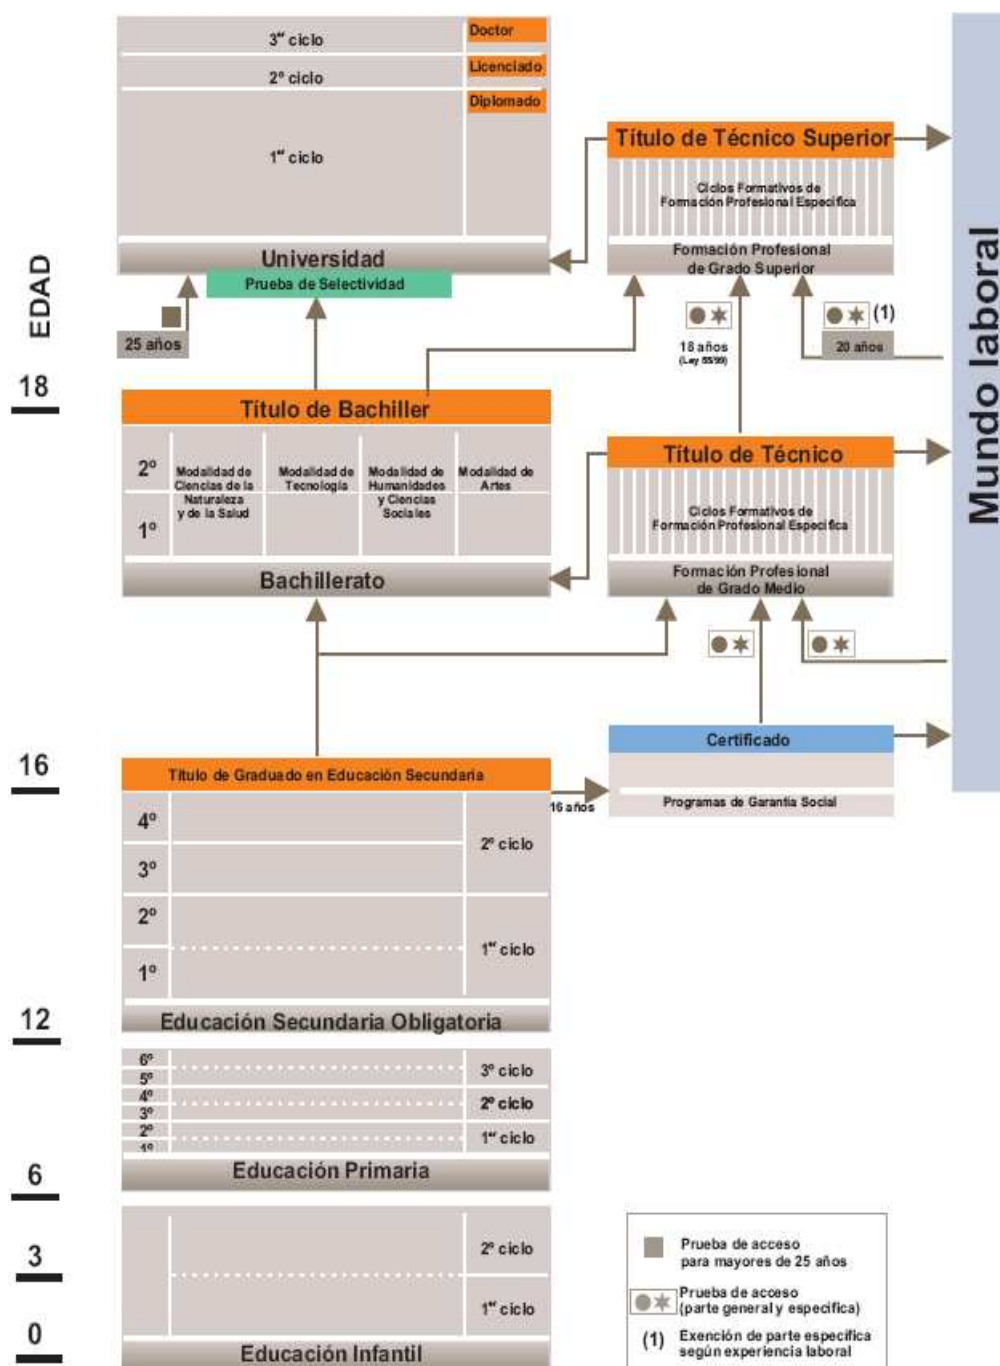 3er ciclo
Doctor
2º ciclo
Licenciado
Diplomado
1er ciclo
Universidad
Prueba de Selectividad
Título de Técnico Superior
Ciclos Formativos de
Formación Profesional Específica
Formación Profesional
de Grado Superior
Mundo laboral
EDAD
25 años
18 años
(Ley 55/99)
(1)
20 años
18
Título de Bachiller
2º
1º
Modalidad de
Ciencias de la
Naturaleza
y de la Salud
Modalidad de
Tecnología
Modalidad de
Humanidades
y Ciencias
Sociales
Modalidad de
Artes
Bachillerato
Título de Técnico
Ciclos Formativos de
Formación Profesional Específica
Formación Profesional
de Grado Medio
16
Título de Graduado en Educación Secundaria
16 años
Certificado
Programas de Garantía Social
4º
3º
2º ciclo
2º
1º
1er ciclo
12
Educación Secundaria Obligatoria
6º
5º
3er ciclo
4º
3º
2º ciclo
2º
1º
1er ciclo
6
Educación Primaria
3
2º ciclo
1er ciclo
0
Educación Infantil
Prueba de acceso
para mayores de 25 años
Prueba de acceso
(parte general y específica)
(1) Exención de parte específica
según experiencia laboral